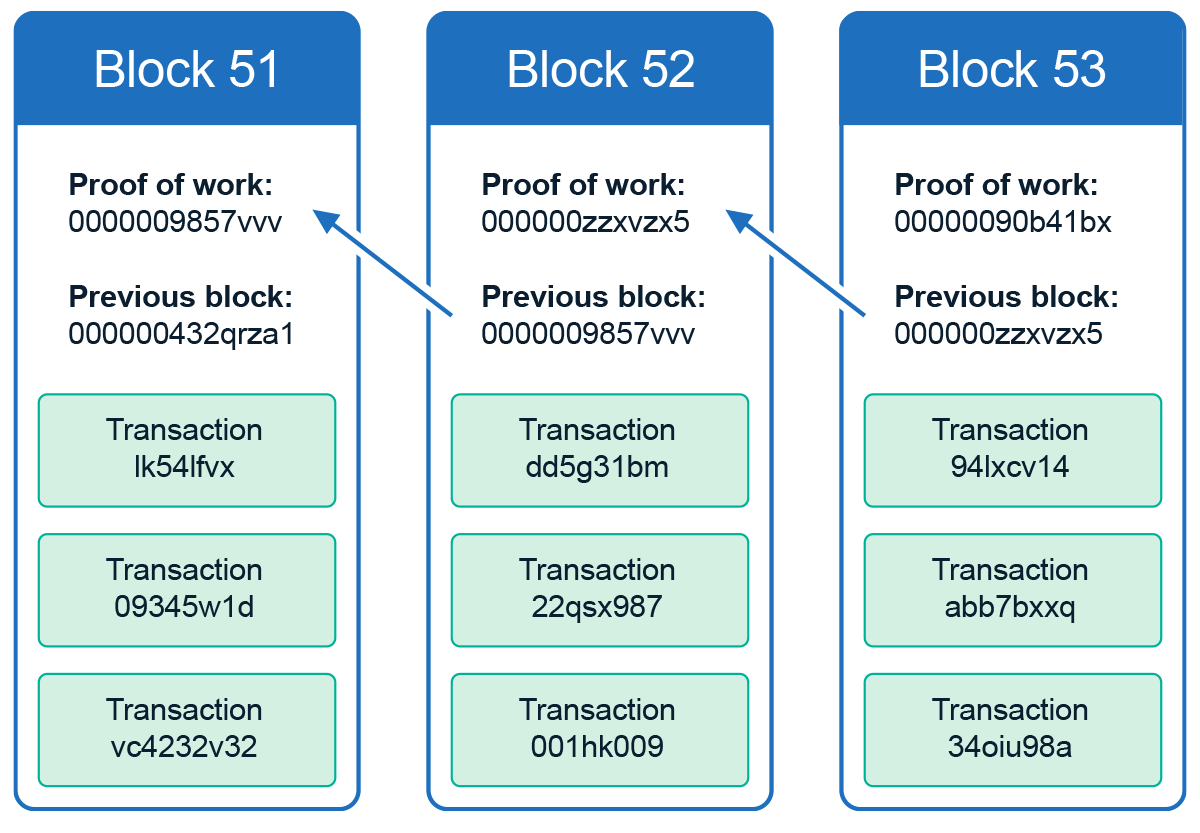 Block 51
Proof of work:
0000009857vvv
Previous block:
000000432qrza1
Transaction
lk54lfvx
Transaction
09345w1d
Transaction
vc4232v32
Block 52
Proof of work:
000000zzxvzx5
Previous block:
0000009857vvv
Transaction
dd5g31bm
Transaction
22qsx987
Transaction
001hk009
Block 53
Proof of work:
00000090b41bx
Previous block:
000000zzxvzx5
Transaction
94lxcv14
Transaction
abb7bxxq
Transaction
34oiu98a